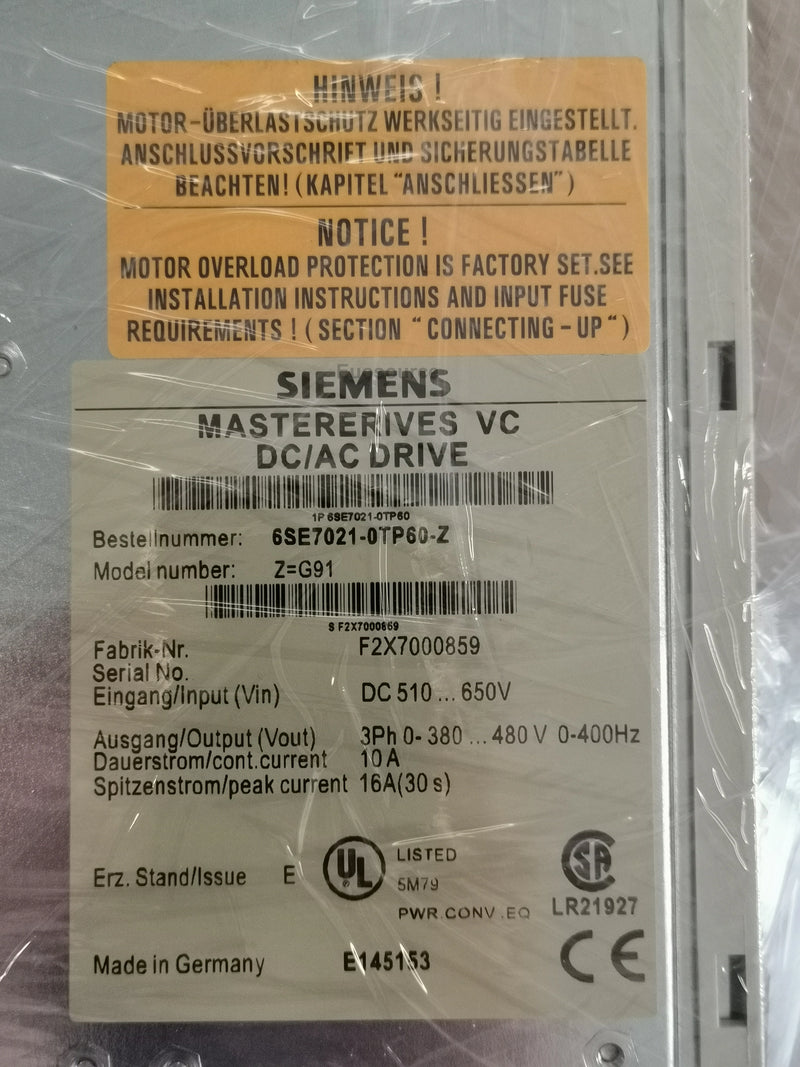 HINWEIS !
MOTOR-ÜBERLASTSCHUTZ WERKSEITIG EINGESTELLT.
ANSCHLUSSVORSCHRIFT UND SICHERUNGSTABELLE
BEACHTEN! (KAPITEL "ANSCHLIESSEN")
NOTICE !
MOTOR OVERLOAD PROTECTION IS FACTORY SET.SEE
INSTALLATION INSTRUCTIONS AND INPUT FUSE
REQUIREMENTS ! (SECTION "CONNECTING-UP")
SIEMENS
MASTERERIVES VC
DC/AC DRIVE
1P 6SE7021-0TP60
Bestellnummer: 6SE7021-0TP60-Z
Model number: Z=G91
S F2X7000869
Fabrik-Nr. F2X7000859
Serial No.
Eingang/Input (Vin) DC 510 ... 650V
Ausgang/Output (Vout) 3Ph 0- 380 ... 480 V 0-400Hz
Dauerstrom/cont.current 10 A
Spitzenstrom/peak current 16A(30 s)
Erz. Stand/Issue E
UL
LISTED
5M79
PWR CONV .EQ
SA
LR21927
Made in Germany E145153
CE